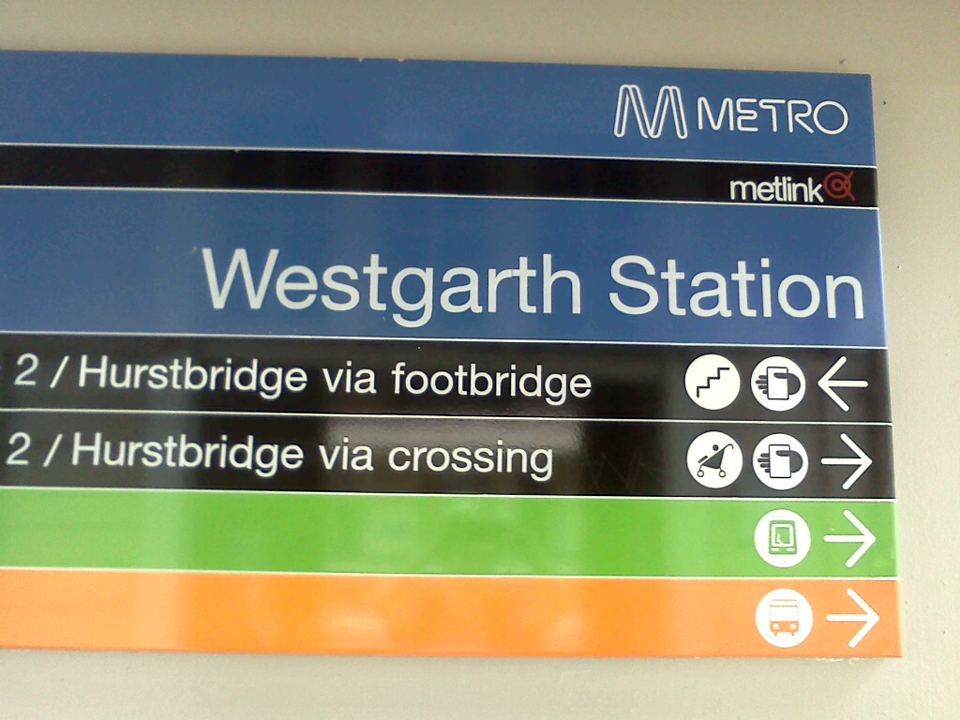 METRO
metlink
Westgarth Station
2 / Hurstbridge via footbridge
2 / Hurstbridge via crossing